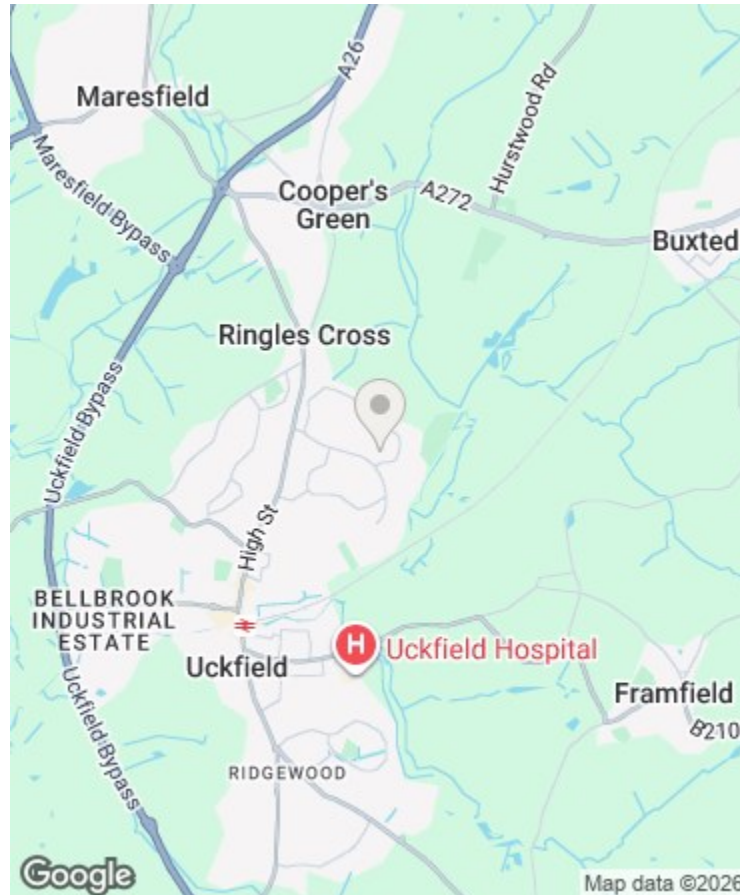 Maresfield
A26
Hurstwood Rd
Maresfield Bypass
Cooper's
Green
A272
Buxted
Ringles Cross
Uckfield Bypass
High St
BELLBROOK
INDUSTRIAL
ESTATE
H
Uckfield Hospital
Uckfield
Framfield
Uckfield Bypass
B210
RIDGEWOOD
Google
Map data ©2026